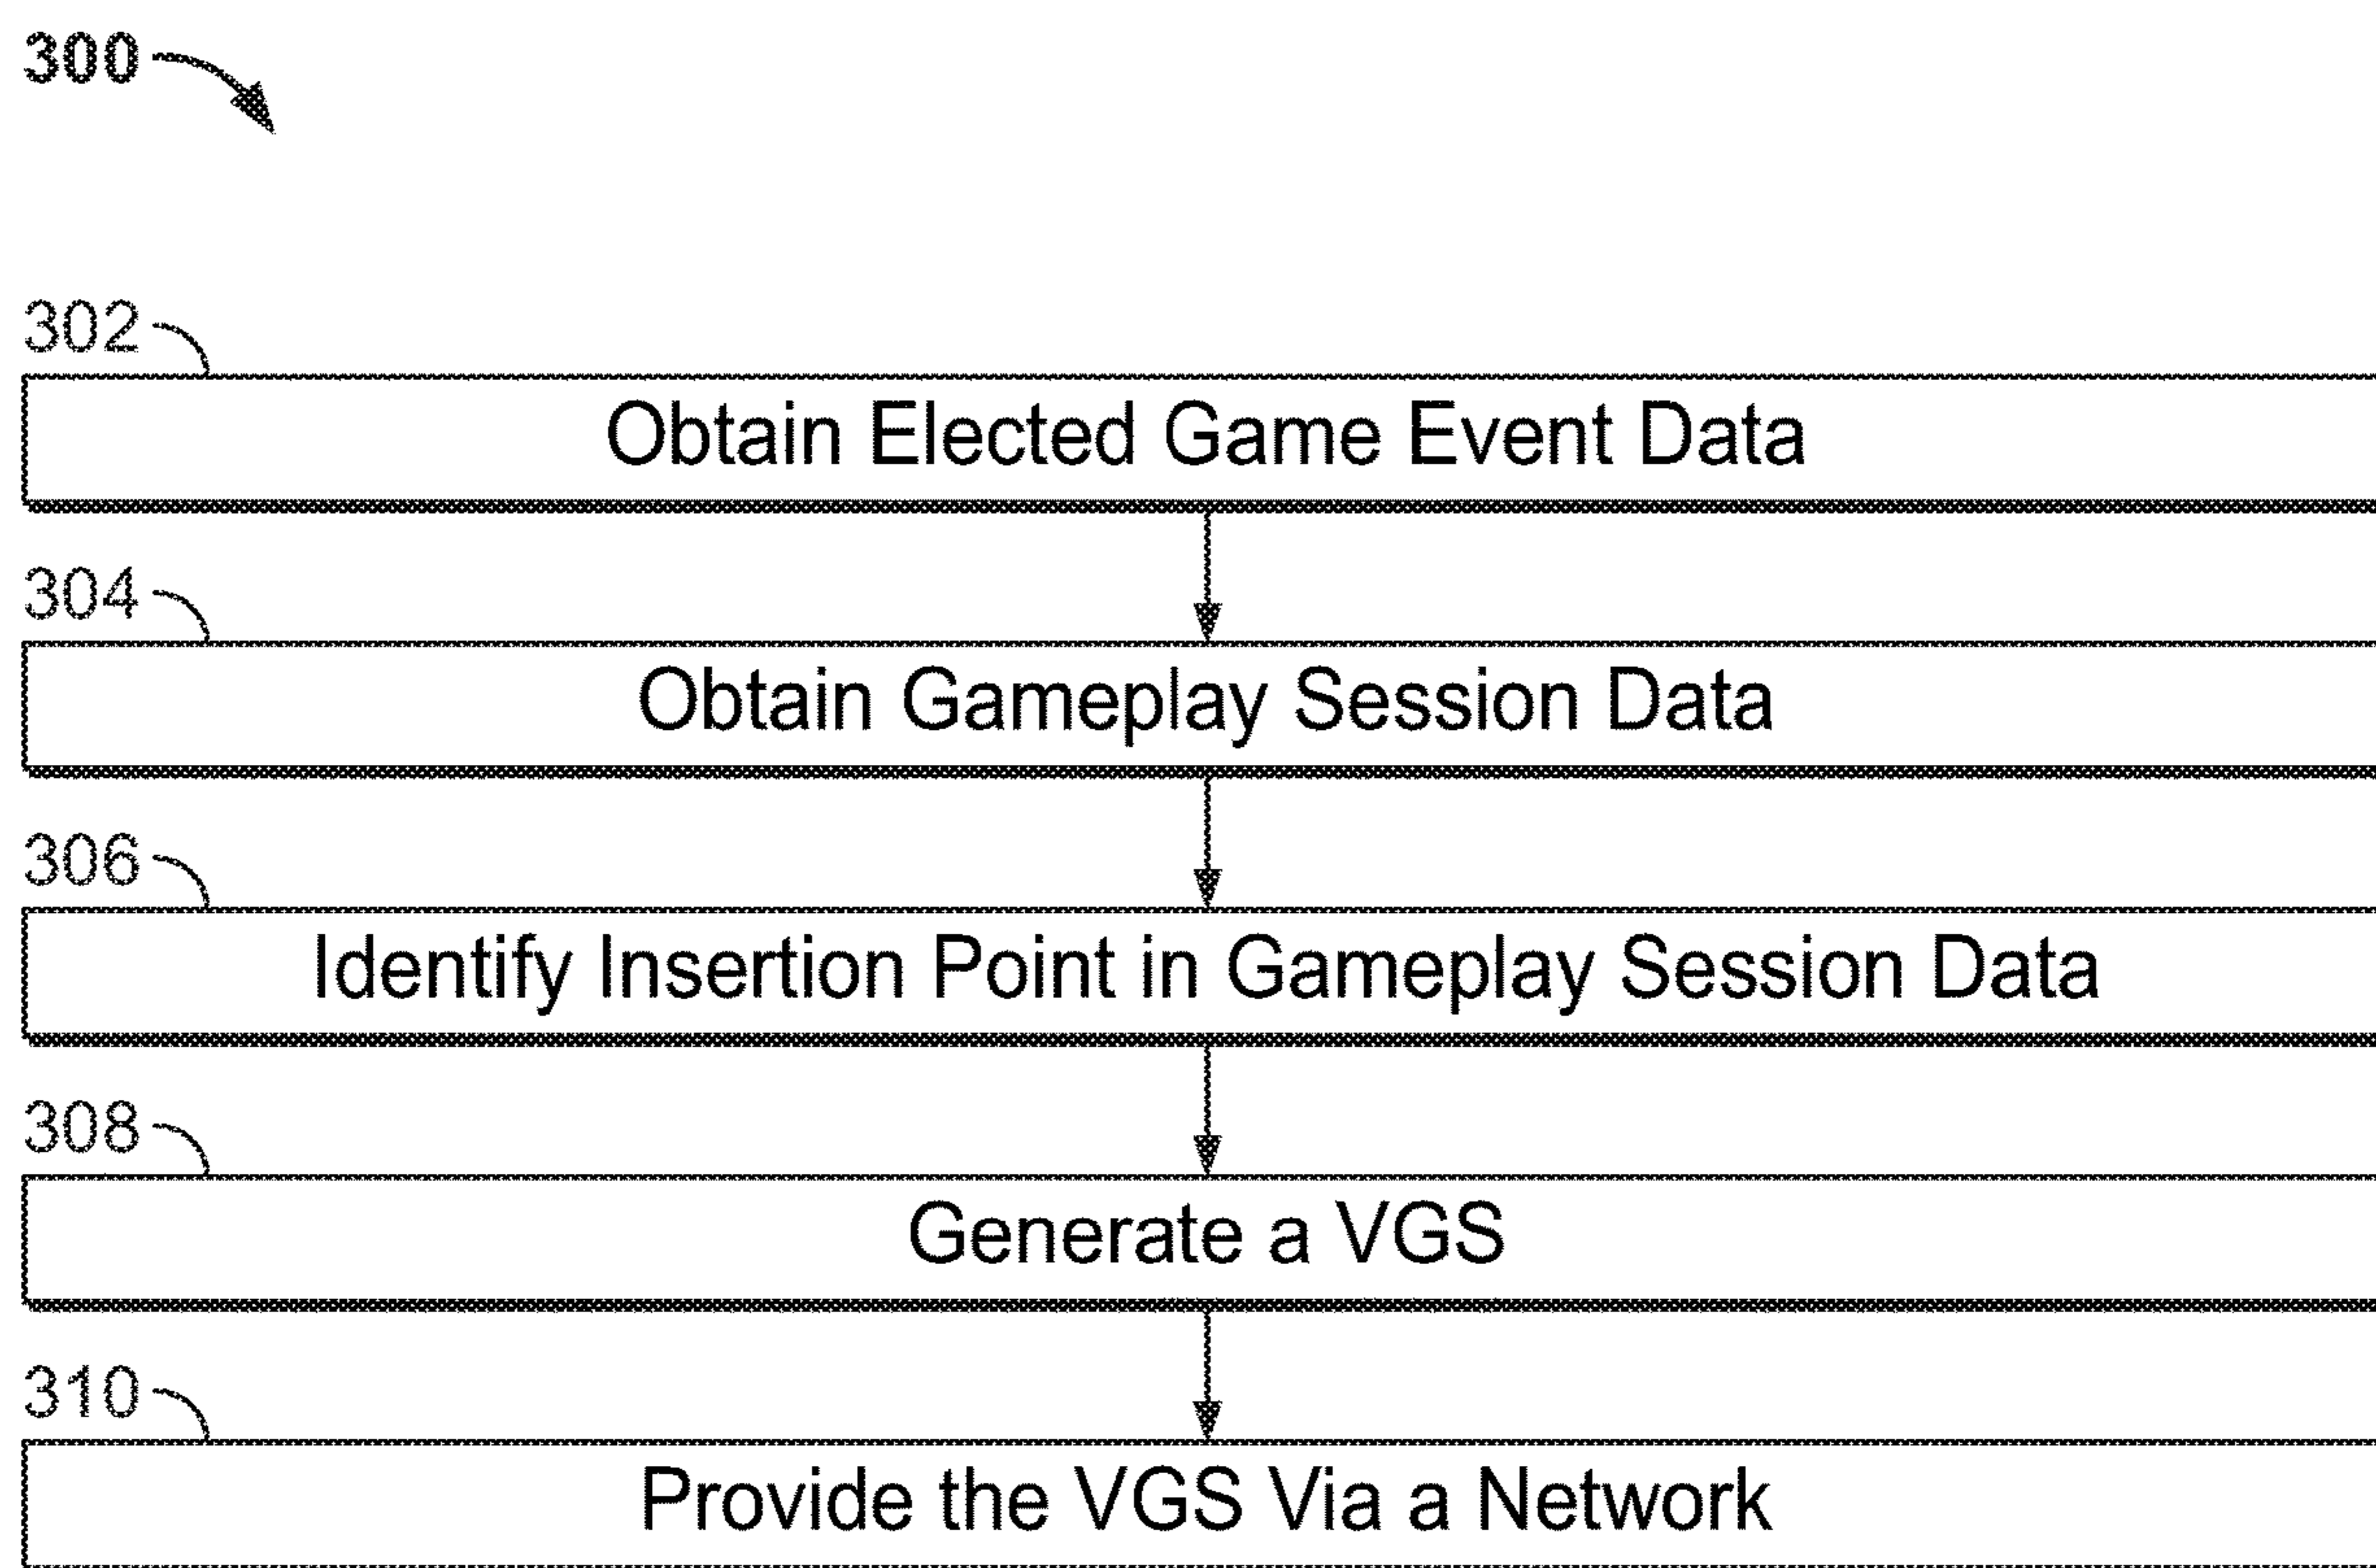 300
302
Obtain Elected Game Event Data
304
Obtain Gameplay Session Data
306
Identify Insertion Point in Gameplay Session Data
308
Generate a VGS
310
Provide the VGS Via a Network